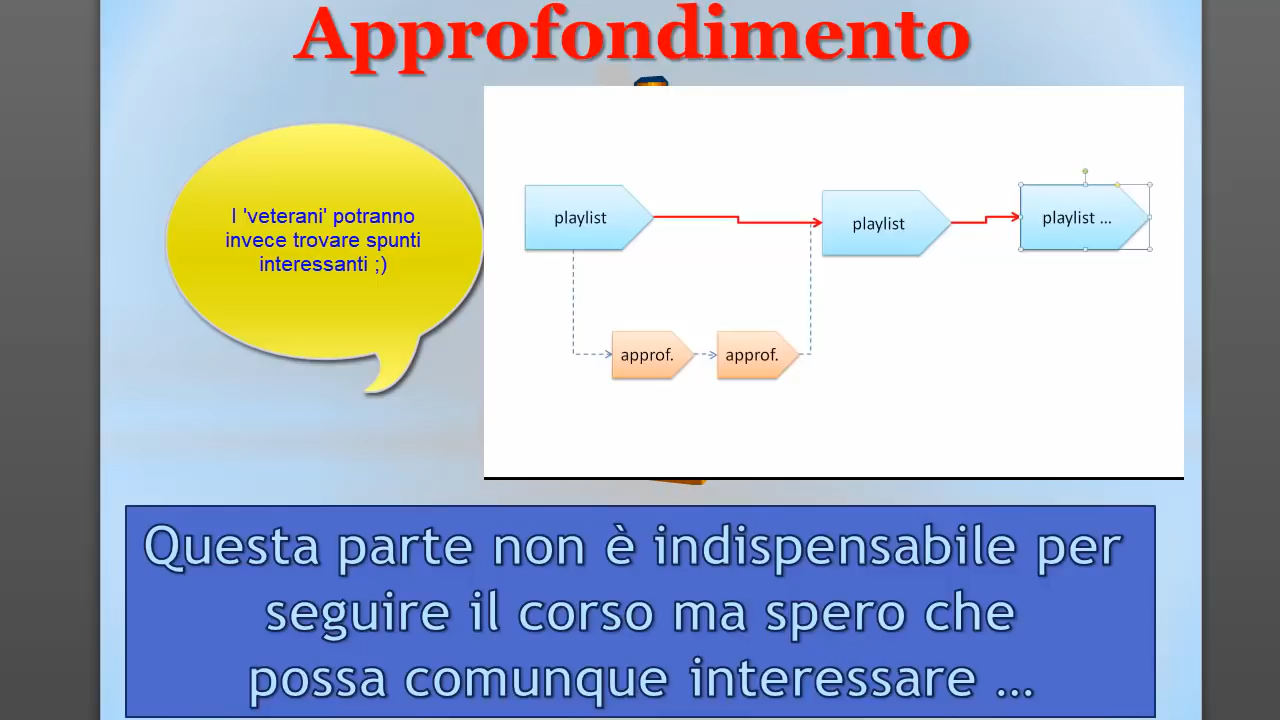 Approfondimento
I 'veterani' potranno
invece trovare spunti
interessanti ;)
playlist
playlist
playlist ...
approf.
approf.
Questa parte non è indispensabile per
seguire il corso ma spero che
possa comunque interessare ...